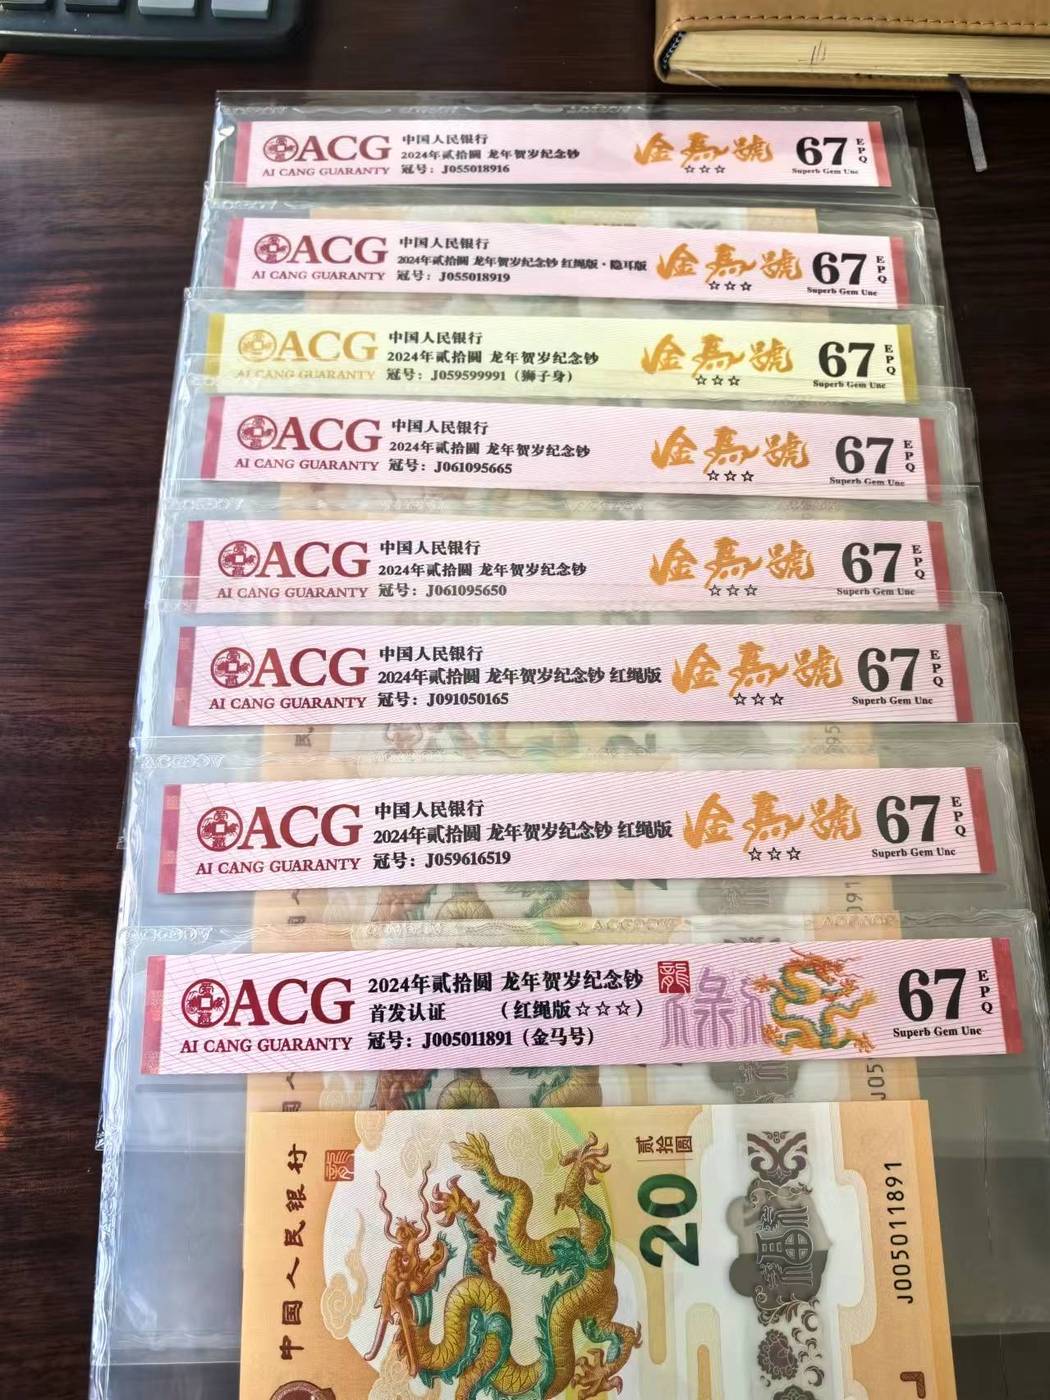 ACG
AI CANG GUARANTY
中国人民银行
2024年贰拾圆 龙年贺岁纪念钞
冠号：J055018916
金馬號
☆☆☆
67
EPQ
Superb Gem Unc
ACG
AI CANG GUARANTY
中国人民银行
2024年贰拾圆 龙年贺岁纪念钞 红绳版·隐耳版
冠号：J055018919
金馬號
☆☆☆
67
EPQ
Superb Gem Unc
ACG
AI CANG GUARANTY
中国人民银行
2024年贰拾圆 龙年贺岁纪念钞
冠号：J059599991（狮子身）
金馬號
☆☆☆
67
EPQ
Superb Gem Unc
ACG
AI CANG GUARANTY
中国人民银行
2024年贰拾圆 龙年贺岁纪念钞
冠号：J061095665
金馬號
☆☆☆
67
EPQ
Superb Gem Unc
ACG
AI CANG GUARANTY
中国人民银行
2024年贰拾圆 龙年贺岁纪念钞
冠号：J061095650
金馬號
☆☆☆
67
EPQ
Superb Gem Unc
ACG
AI CANG GUARANTY
中国人民银行
2024年贰拾圆 龙年贺岁纪念钞 红绳版
冠号：J091050165
金馬號
☆☆☆
67
EPQ
Superb Gem Unc
ACG
AI CANG GUARANTY
中国人民银行
2024年贰拾圆 龙年贺岁纪念钞 红绳版
冠号：J059616519
金馬號
☆☆☆
67
EPQ
Superb Gem Unc
ACG
AI CANG GUARANTY
2024年贰拾圆 龙年贺岁纪念钞
首发认证 （红绳版☆☆☆）
冠号：J005011891（金马号）
龍
67
EPQ
Superb Gem Unc
中国人民银行
贰拾圆
20
福
J005011891